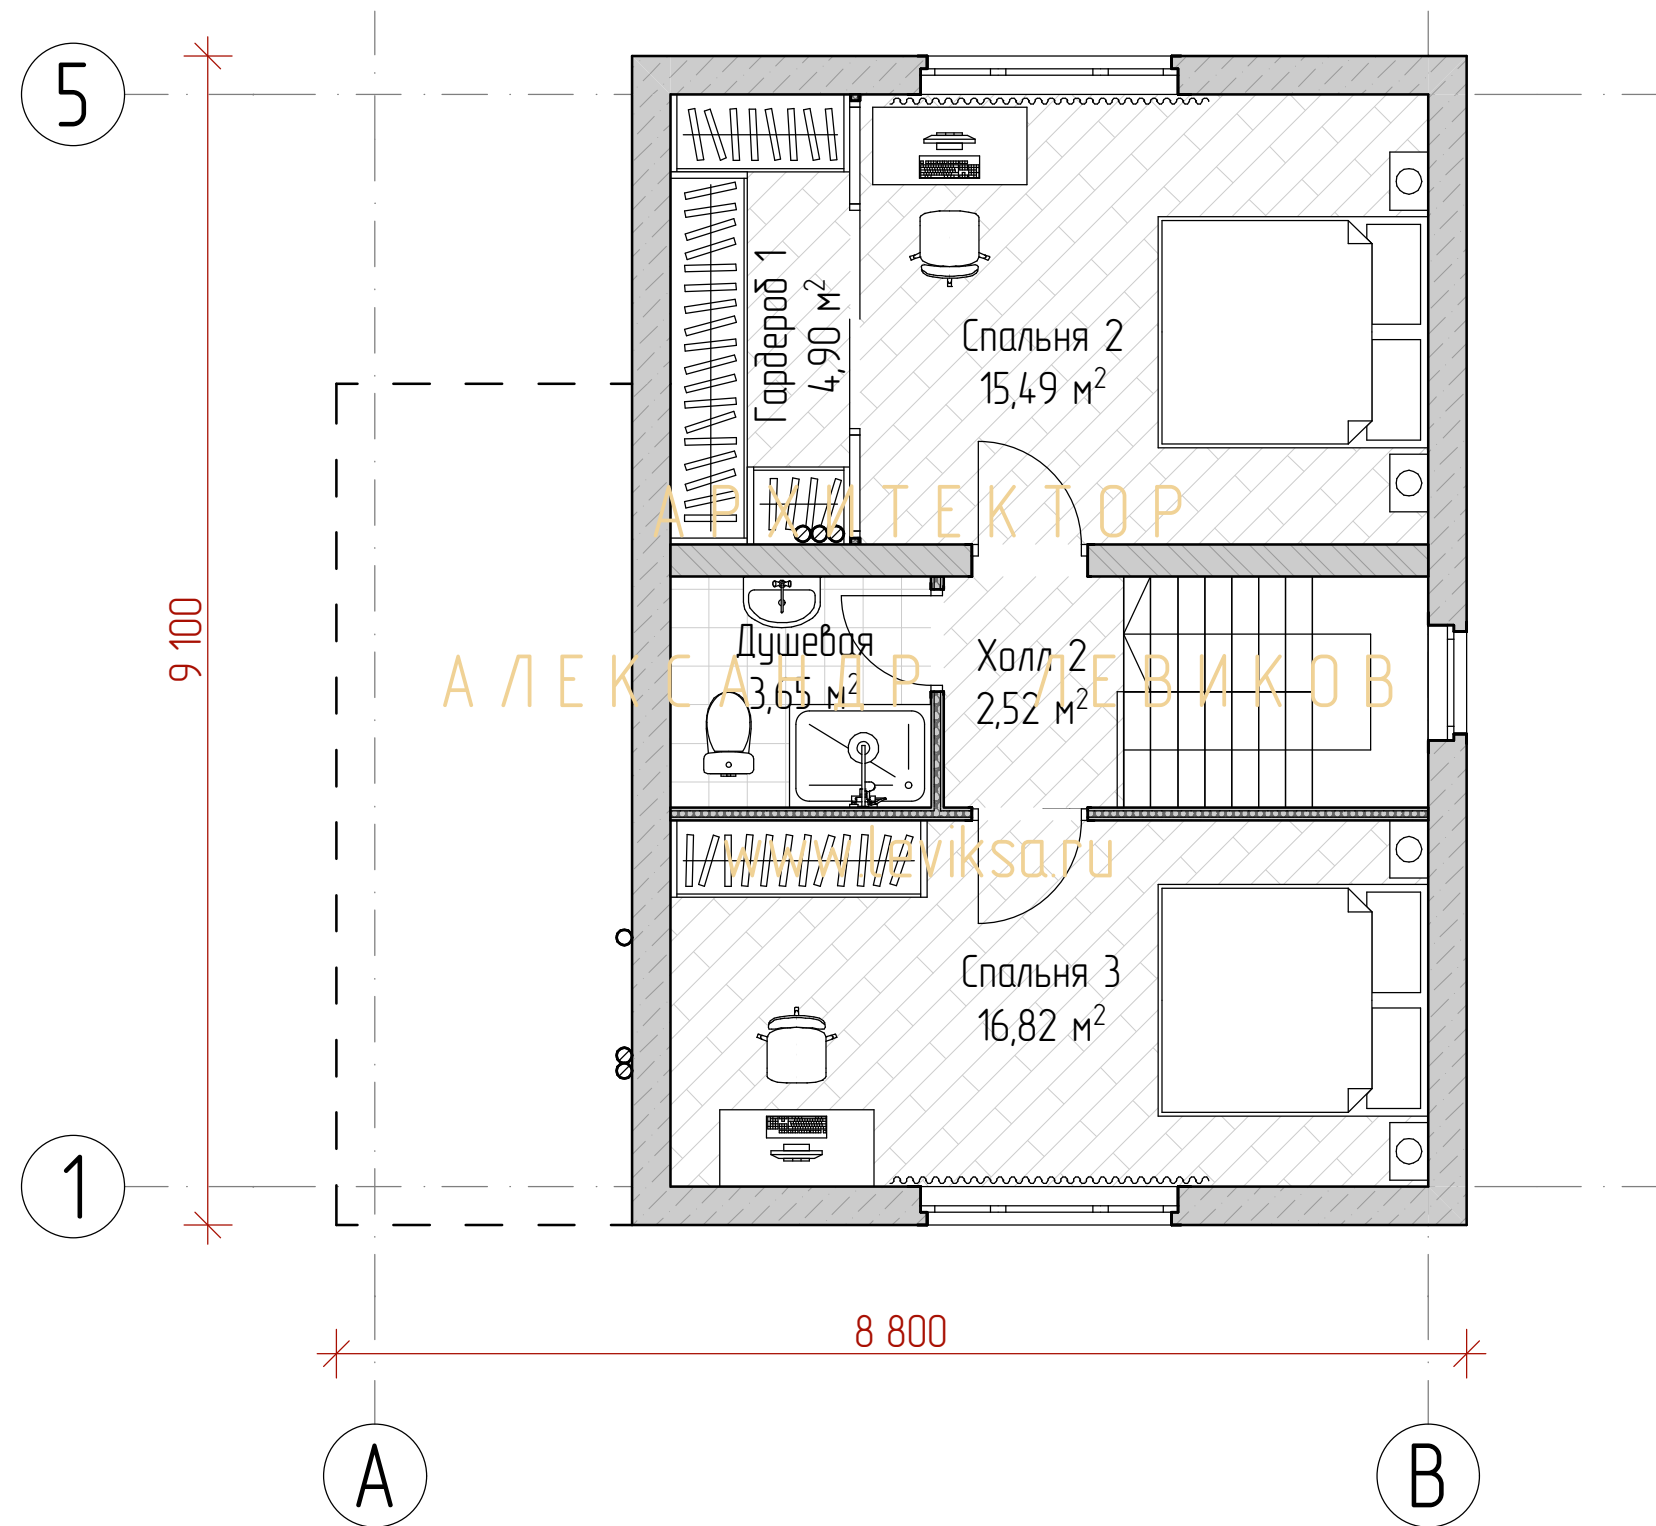 5
Гардероб 1
4,90 м²
Спальня 2
15,49 м²
АРХИТЕКТОР
9 100
Душевая
3,65 м²
Холл 2
2,52 м²
АЛЕКСАНДР ЛЕВИКОВ
www.leviksa.ru
Спальня 3
16,82 м²
1
8 800
А
В